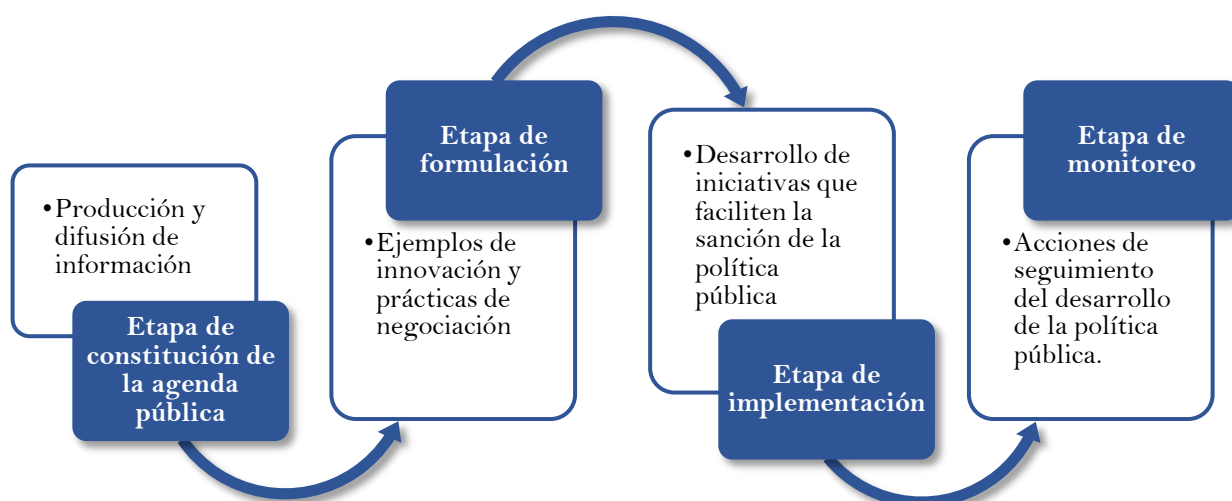 •Producción y
difusión de
información
Etapa de
constitución de
la agenda
pública
Etapa de
formulación
•Ejemplos de
innovación y
prácticas de
negociación
•Desarrollo de
iniciativas que
faciliten la
sanción de la
política
pública
Etapa de
implementación
Etapa de
monitoreo
•Acciones de
seguimiento
del desarrollo
de la política
pública.